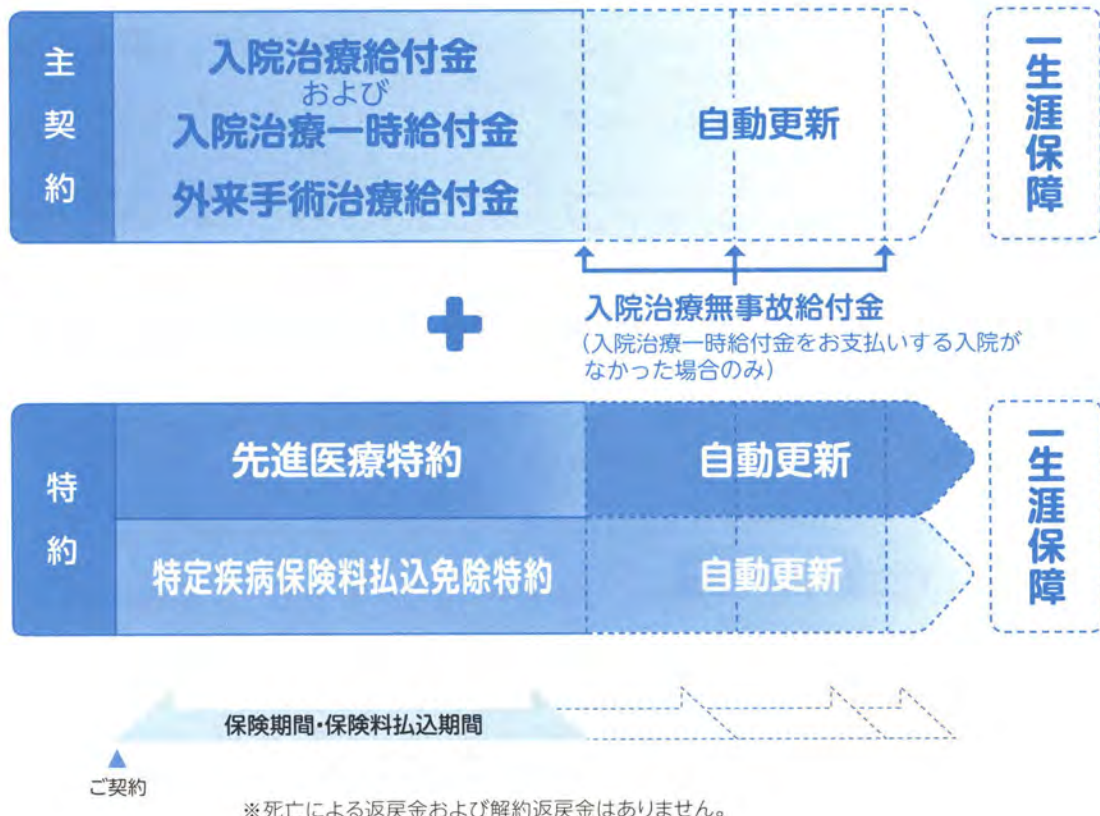 主契約
入院治療給付金
および
入院治療一時給付金
外来手術治療給付金
自動更新
一生涯保障
入院治療無事故給付金
(入院治療一時給付金をお支払いする入院が
なかった場合のみ)
特約
先進医療特約
自動更新
特定疾病保険料払込免除特約
自動更新
一生涯保障
保険期間・保険料払込期間
ご契約
※死亡による返戻金および解約返戻金はありません。